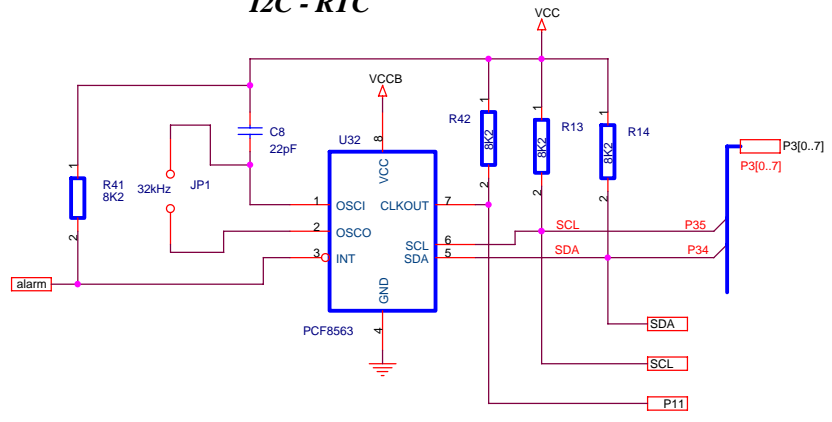 I2C - RTC
VCC
VCCB
C8
22pF
U32
R42
8K2
1
2
R13
8K2
1
2
R14
8K2
1
2
P3[0..7]
P3[0..7]
R41
8K2
1
2
32kHz
JP1
8
VCC
1
OSCI
CLKOUT
7
2
OSCO
SCL
6
SCL
P35
3
INT
SDA
5
SDA
P34
GND
4
PCF8563
alarm
SDA
SCL
P11